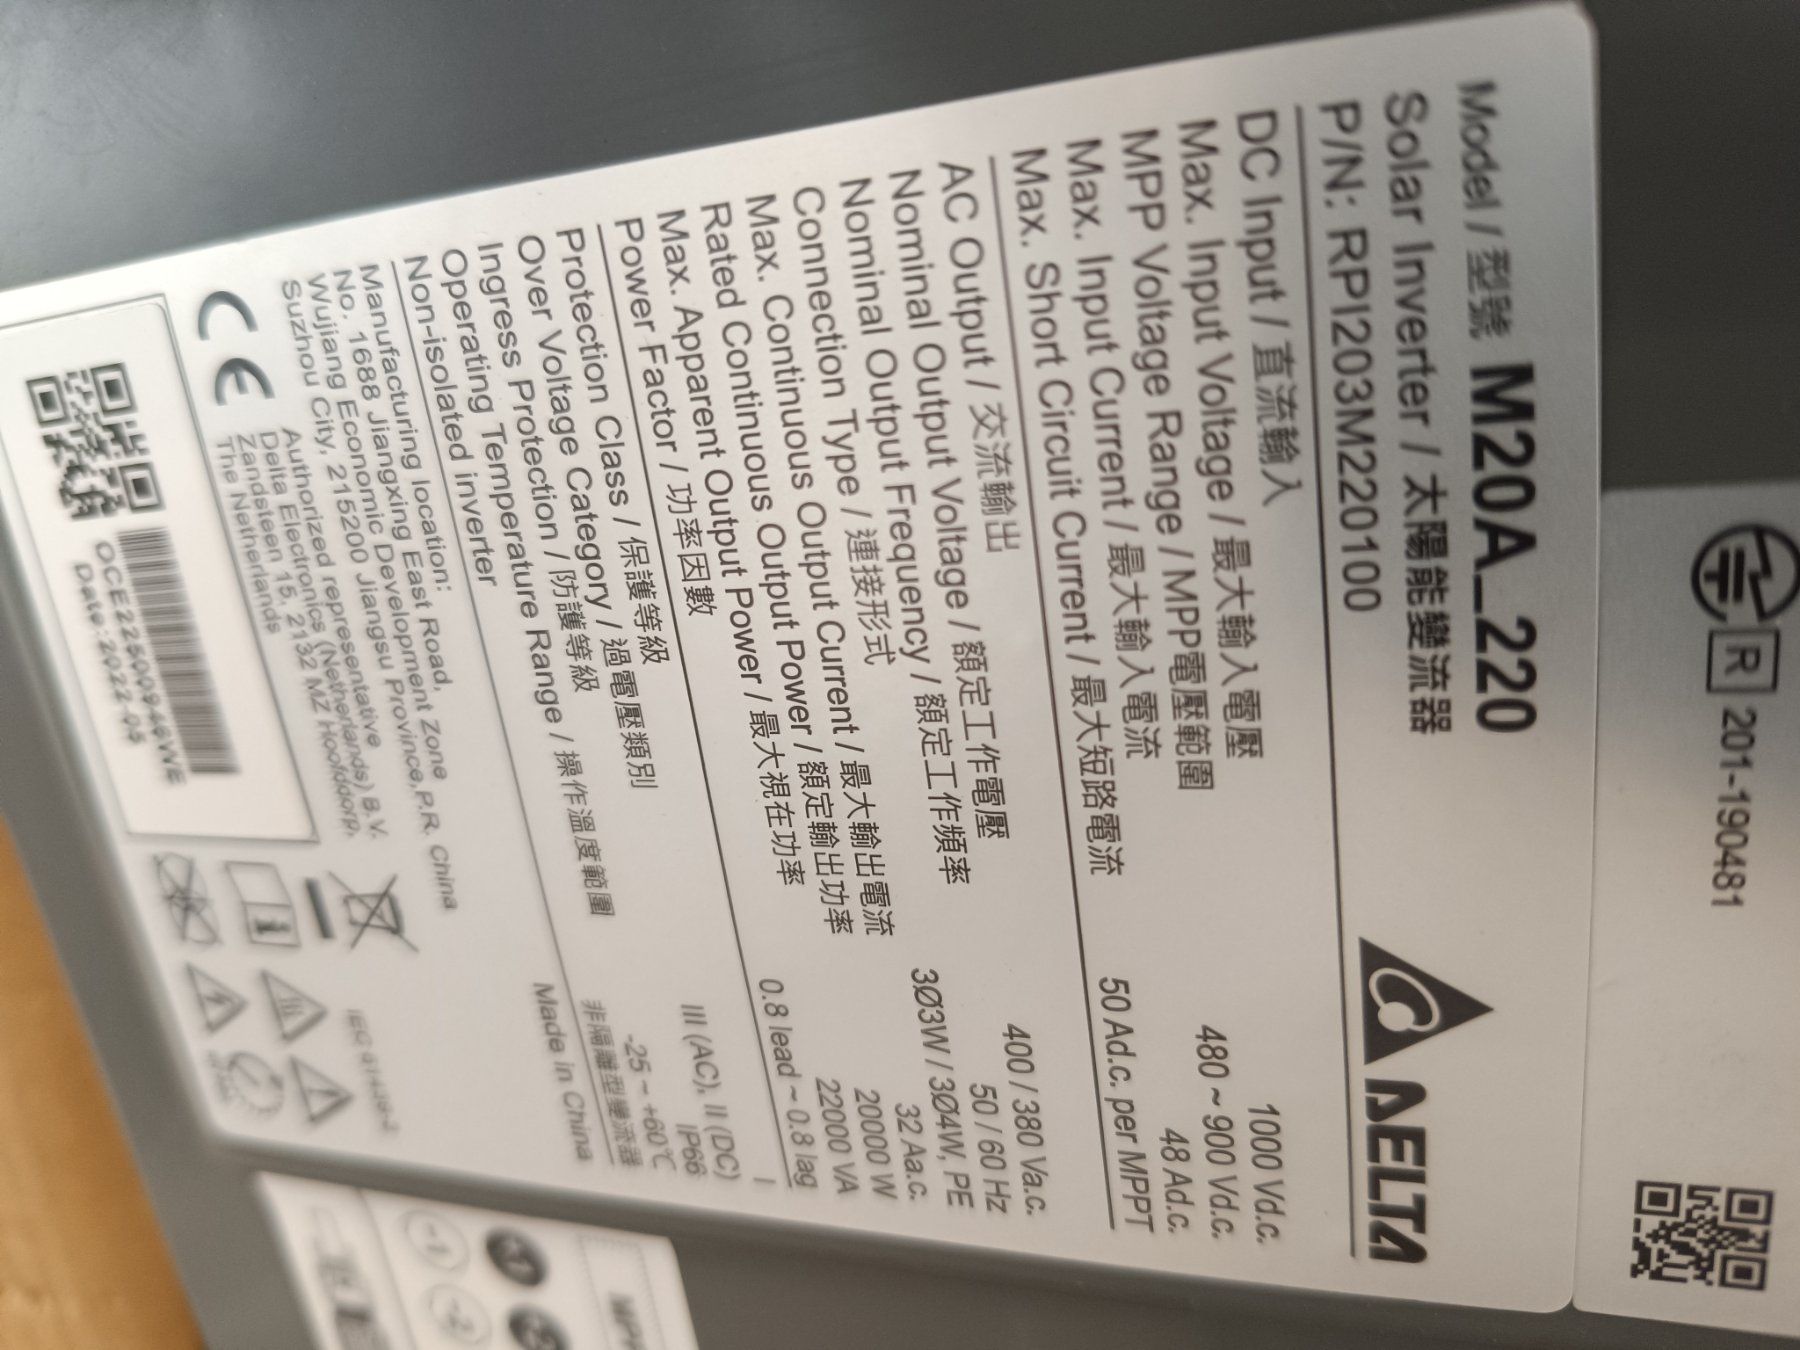 R 201-190481
Model / 型號 M20A_220
Solar Inverter / 太陽能變流器
P/N: RPI203M220100
DELTA
DC Input / 直流輸入
Max. Input Voltage / 最大輸入電壓 1000 Vd.c.
MPP Voltage Range / MPP電壓範圍 480 ~ 900 Vd.c.
Max. Input Current / 最大輸入電流 48 Ad.c.
Max. Short Circuit Current / 最大短路電流 50 Ad.c. per MPPT
AC Output / 交流輸出
Nominal Output Voltage / 額定工作電壓 400 / 380 Va.c.
Nominal Output Frequency / 額定工作頻率 50 / 60 Hz
Connection Type / 連接形式 3Ø3W / 3Ø4W, PE
Max. Continuous Output Current / 最大輸出電流 32 Aa.c.
Rated Continuous Output Power / 額定輸出功率 20000 W
Max. Apparent Output Power / 最大視在功率 22000 VA
Power Factor / 功率因數 0.8 lead ~ 0.8 lag
Protection Class / 保護等級 I
Over Voltage Category / 過電壓類別 III (AC), II (DC)
Ingress Protection / 防護等級 IP66
Operating Temperature Range / 操作溫度範圍 -25 ~ +60℃
Non-isolated inverter 非隔離型變流器
Manufacturing location: Made in China
No. 1688 Jiangxing East Road,
Wujiang Economic Development Zone
Suzhou City, 215200 Jiangsu Province,P.R. China
CE
Authorized representative
Delta Electronics (Netherlands) B.V.
Zandsteen 15, 2132 MZ Hoofddorp,
The Netherlands
OCE22500946WE
Date:2022-05
-1
-2